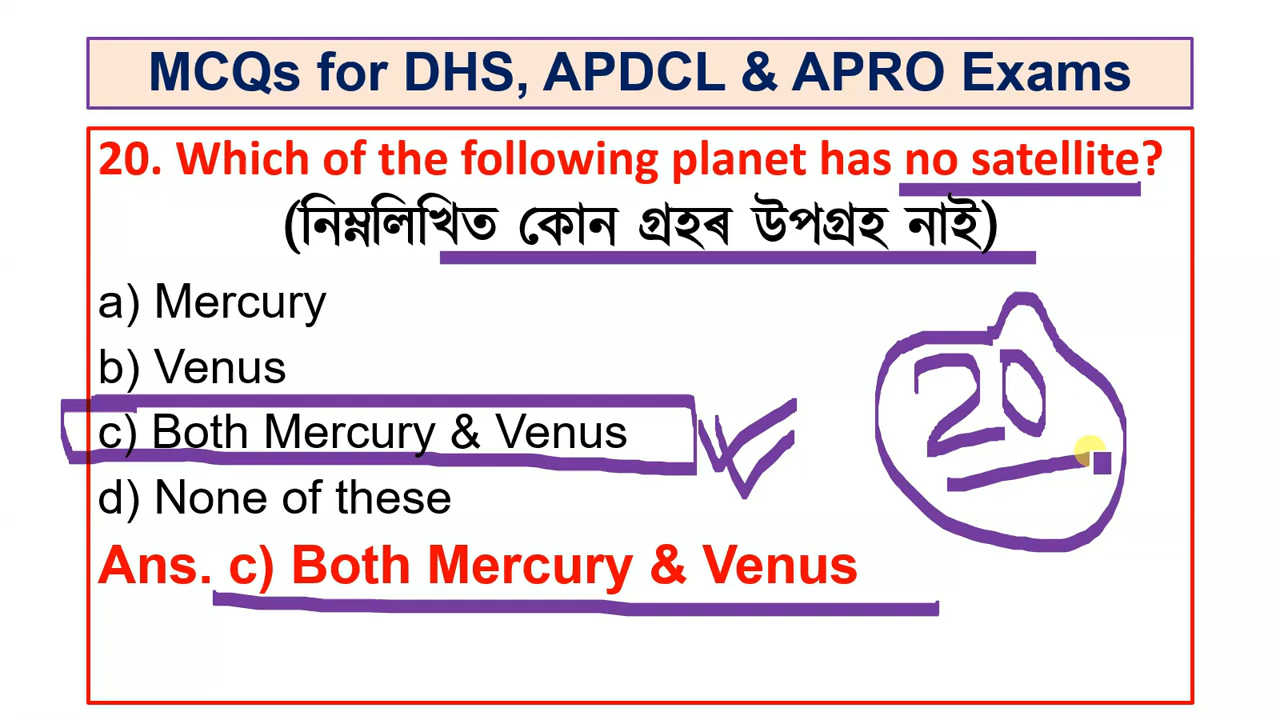 MCQs for DHS, APDCL & APRO Exams
20. Which of the following planet has no satellite?
(নিম্নলিখিত কোন গ্ৰহৰ উপগ্ৰহ নাই)
a) Mercury
b) Venus
c) Both Mercury & Venus
d) None of these
20
Ans. c) Both Mercury & Venus